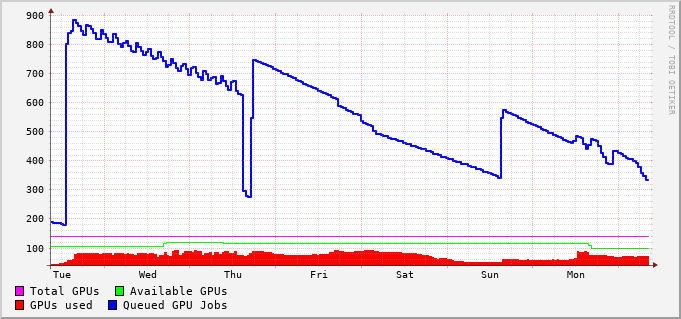 900
800
700
600
500
400
300
200
100
Tue Wed Thu Fri Sat Sun Mon
Total GPUs Available GPUs
GPUs used Queued GPU Jobs
RRDTOOL / TOBI OETIKER